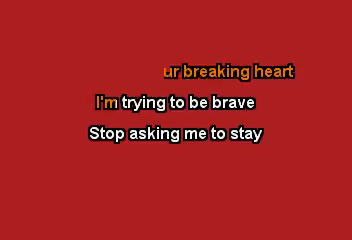 ur breaking heart
I'm trying to be brave
Stop asking me to stay